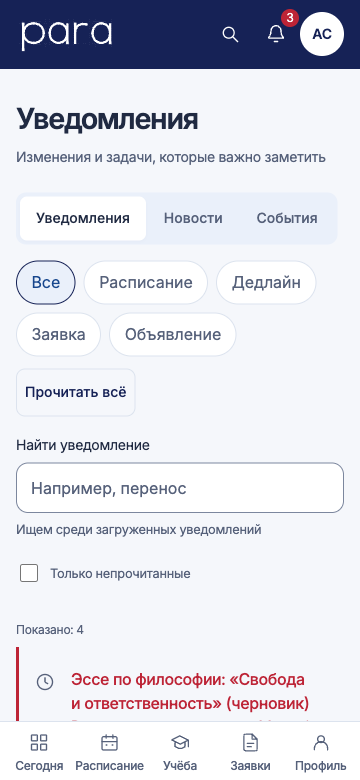 para
3
АС
Уведомления
Изменения и задачи, которые важно заметить
Уведомления Новости События
Все Расписание Дедлайн
Заявка Объявление
Прочитать всё
Найти уведомление
Например, перенос
Ищем среди загруженных уведомлений
Только непрочитанные
Показано: 4
Эссе по философии: «Свобода
и ответственность» (черновик)
Сегодня Расписание Учёба Заявки Профиль